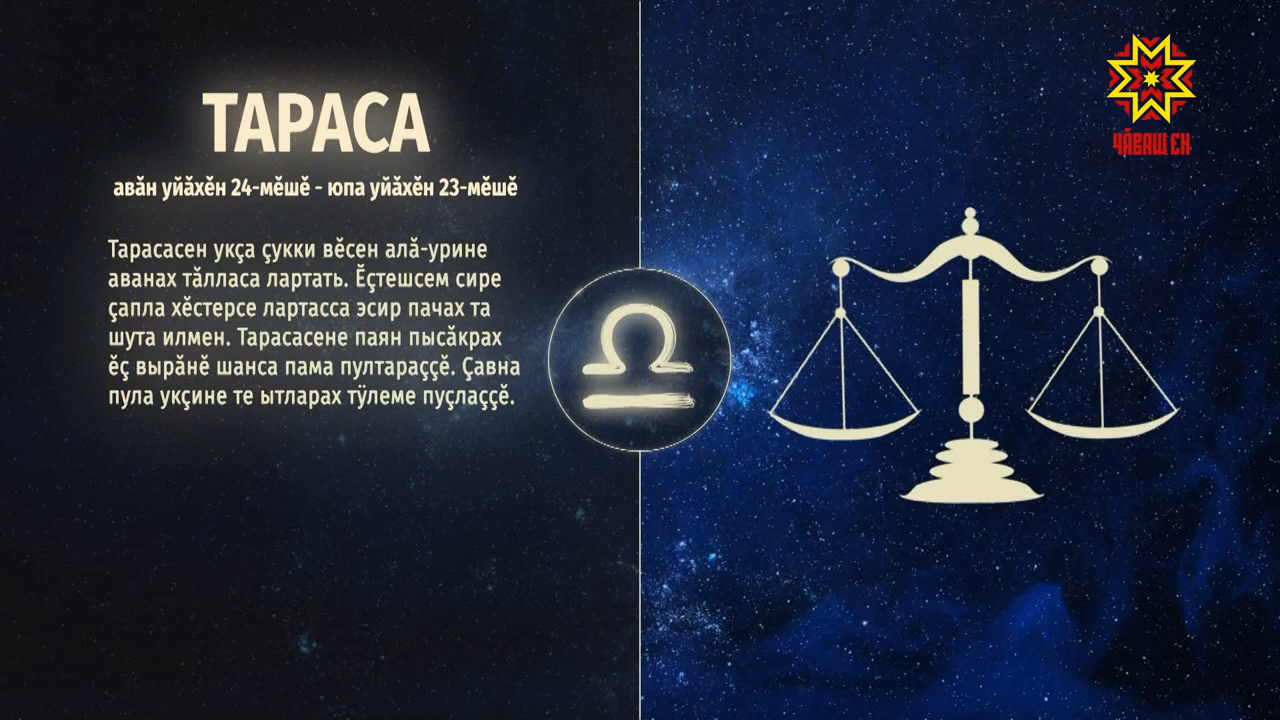 ТАРАСА
авӑн уйӑхӗн 24-мӗшӗ - юпа уйӑхӗн 23-мӗшӗ
Тарасасен укҫа ҫукки вӗсен алӑ-урине
аванах тӑлласа лартать. Ӗҫтешсем сире
ҫапла хӗстерсе лартасса эсир пачах та
шута илмен. Тарасасене паян пысӑкрах
ӗҫ вырӑнӗ шанса пама пултараҫҫӗ. Ҫавна
пула укҫине те ытларах тӳлеме пуҫлаҫҫӗ.
ЧӐВАШ ЕН